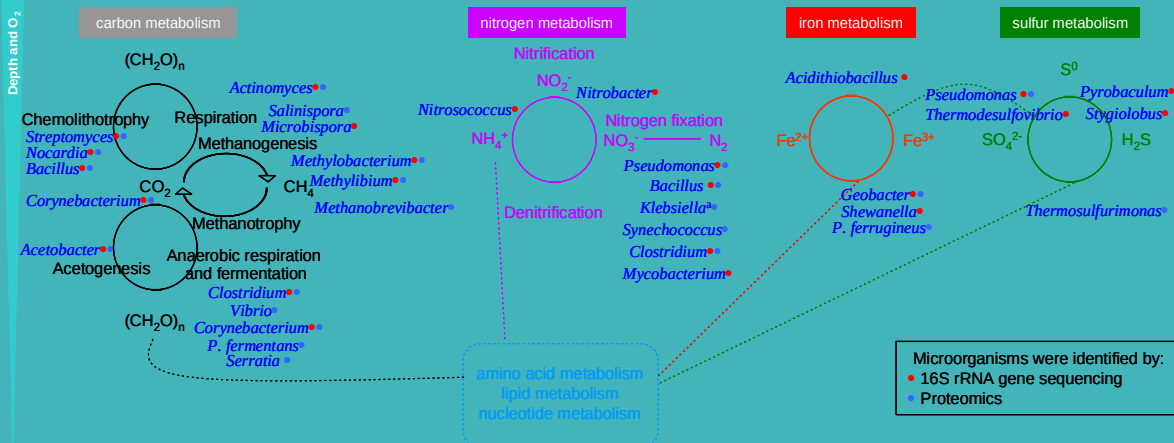 Depth and O2
carbon metabolism
nitrogen metabolism
iron metabolism
sulfur metabolism
(CH2O)n
Actinomyces
Chemolithotrophy
Respiration
Salinispora
Microbispora
Streptomyces
Nocardia
Bacillus
Methanogenesis
Methylobacterium
CO2
CH4
Methylibium
Corynebacterium
Methanobrevibacter
Methanotrophy
Acetobacter
Acetogenesis
Anaerobic respiration
and fermentation
Clostridium
Vibrio
(CH2O)n
Corynebacterium
P. fermentans
Serratia
Nitrification
NO2-
Nitrobacter
Nitrosococcus
Nitrogen fixation
NH4+
NO3-
N2
Pseudomonas
Bacillus
Klebsiellaª
Denitrification
Synechococcus
Clostridium
Mycobacterium
Acidithiobacillus
Fe2+
Fe3+
Geobacter
Shewanella
P. ferrugineus
S0
Pseudomonas
Pyrobaculum
Thermodesulfovibrio
Stygiolobus
SO42-
H2S
Thermosulfurimonas
amino acid metabolism
lipid metabolism
nucleotide metabolism
Microorganisms were identified by:
16S rRNA gene sequencing
Proteomics